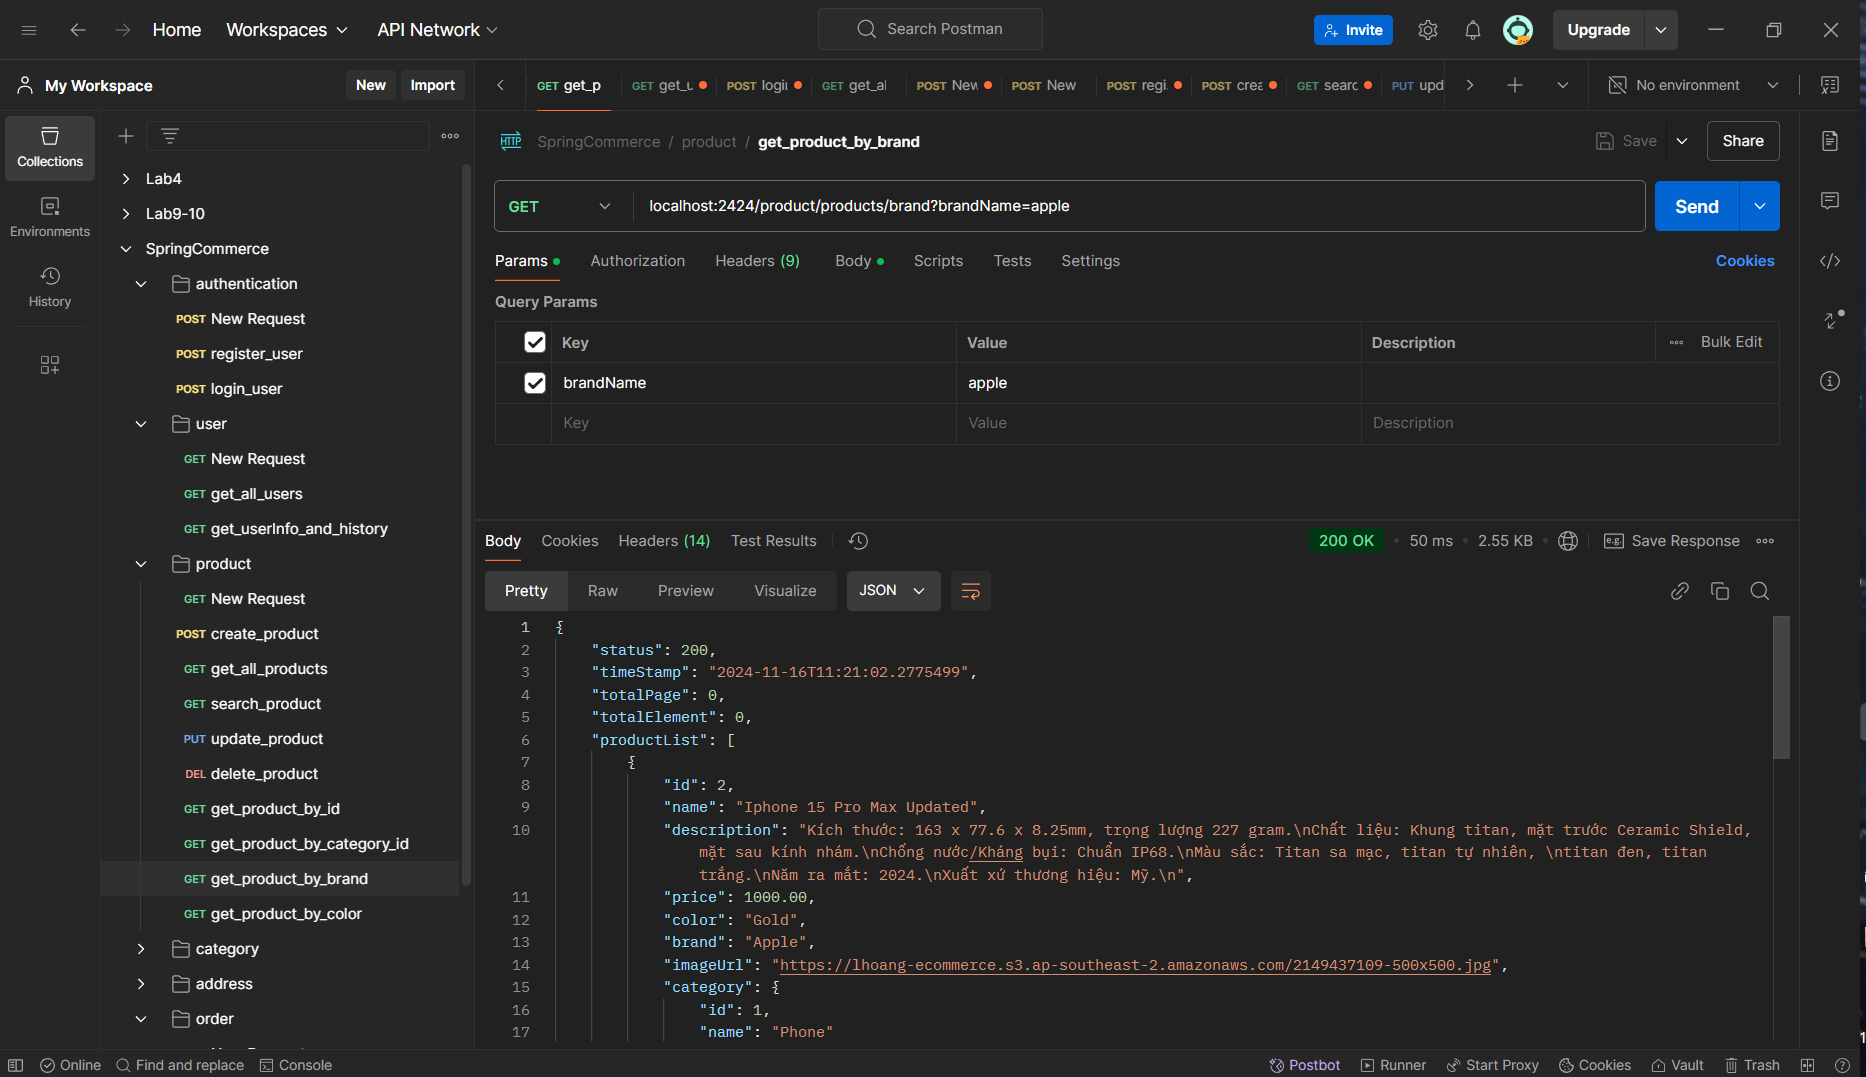 Home Workspaces API Network Search Postman Invite Upgrade
My Workspace New Import
GET get_p GET get_u POST logi GET get_al POST New POST New POST regi POST crea GET searc PUT upd No environment
Collections
Environments
History
Lab4
Lab9-10
SpringCommerce
authentication
POST New Request
POST register_user
POST login_user
user
GET New Request
GET get_all_users
GET get_userInfo_and_history
product
GET New Request
POST create_product
GET get_all_products
GET search_product
PUT update_product
DEL delete_product
GET get_product_by_id
GET get_product_by_category_id
GET get_product_by_brand
GET get_product_by_color
category
address
order
HTTP SpringCommerce / product / get_product_by_brand Save Share
GET localhost:2424/product/products/brand?brandName=apple Send
Params Authorization Headers (9) Body Scripts Tests Settings Cookies
Query Params
Key Value Description Bulk Edit
brandName apple
Key Value Description
Body Cookies Headers (14) Test Results 200 OK 50 ms 2.55 KB e.g. Save Response
Pretty Raw Preview Visualize JSON
1 {
2 "status": 200,
3 "timeStamp": "2024-11-16T11:21:02.2775499",
4 "totalPage": 0,
5 "totalElement": 0,
6 "productList": [
7 {
8 "id": 2,
9 "name": "Iphone 15 Pro Max Updated",
10 "description": "Kích thước: 163 x 77.6 x 8.25mm, trọng lượng 227 gram.\nChất liệu: Khung titan, mặt trước Ceramic Shield,
mặt sau kính nhám.\nChống nước/Kháng bụi: Chuẩn IP68.\nMàu sắc: Titan sa mạc, titan tự nhiên, \ntitan đen, titan
trắng.\nNăm ra mắt: 2024.\nXuất xứ thương hiệu: Mỹ.\n",
11 "price": 1000.00,
12 "color": "Gold",
13 "brand": "Apple",
14 "imageUrl": "https://lhoang-ecommerce.s3.ap-southeast-2.amazonaws.com/2149437109-500x500.jpg",
15 "category": {
16 "id": 1,
17 "name": "Phone"
Online Find and replace Console Postbot Runner Start Proxy Cookies Vault Trash